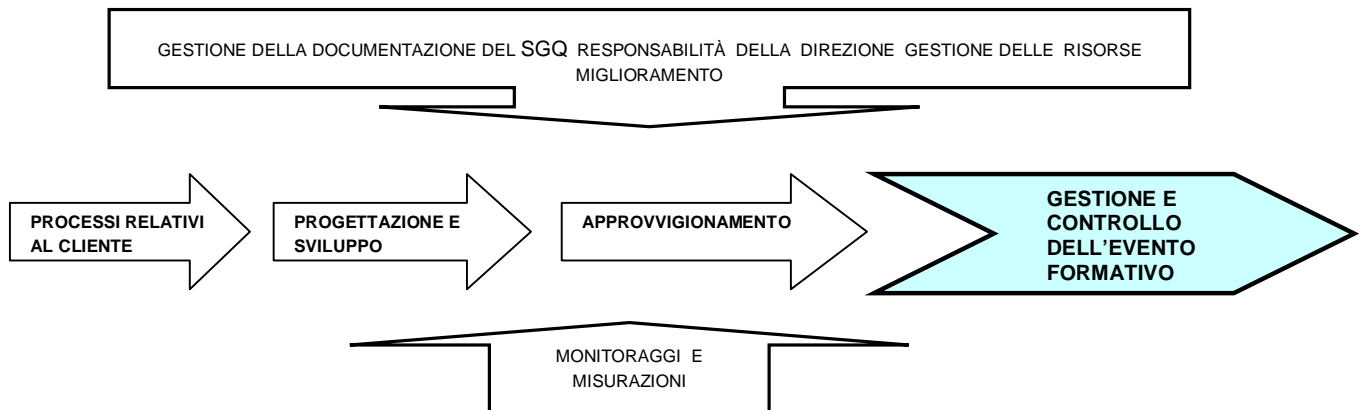 GESTIONE DELLA DOCUMENTAZIONE DEL SGQ RESPONSABILITÀ DELLA DIREZIONE GESTIONE DELLE RISORSE
MIGLIORAMENTO
PROCESSI RELATIVI
AL CLIENTE
PROGETTAZIONE E
SVILUPPO
APPROVVIGIONAMENTO
GESTIONE E
CONTROLLO
DELL'EVENTO
FORMATIVO
MONITORAGGI E
MISURAZIONI